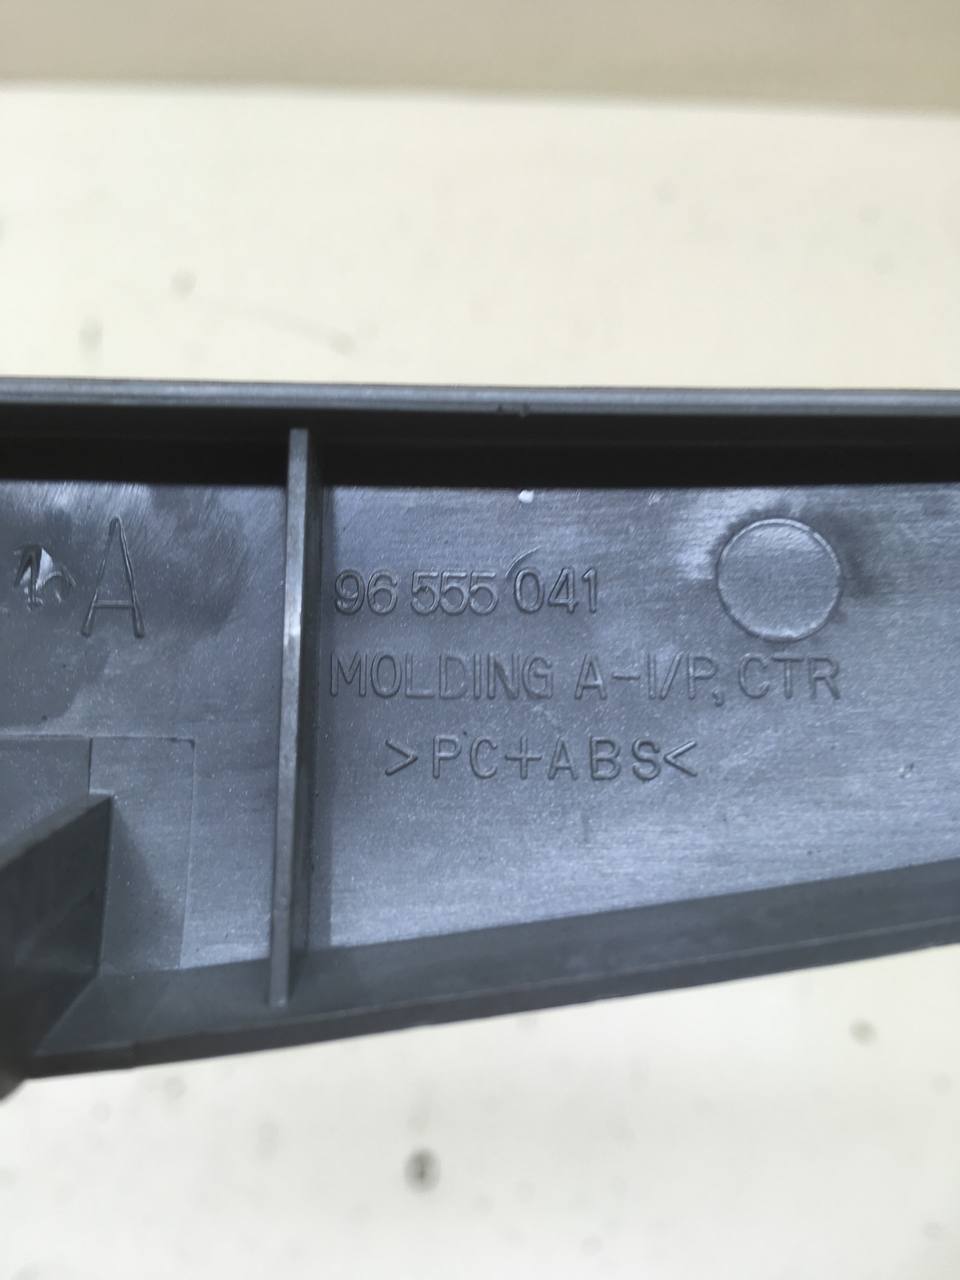 A
96 555 041
MOLDING A-I/P, CTR
>PC+ABS<